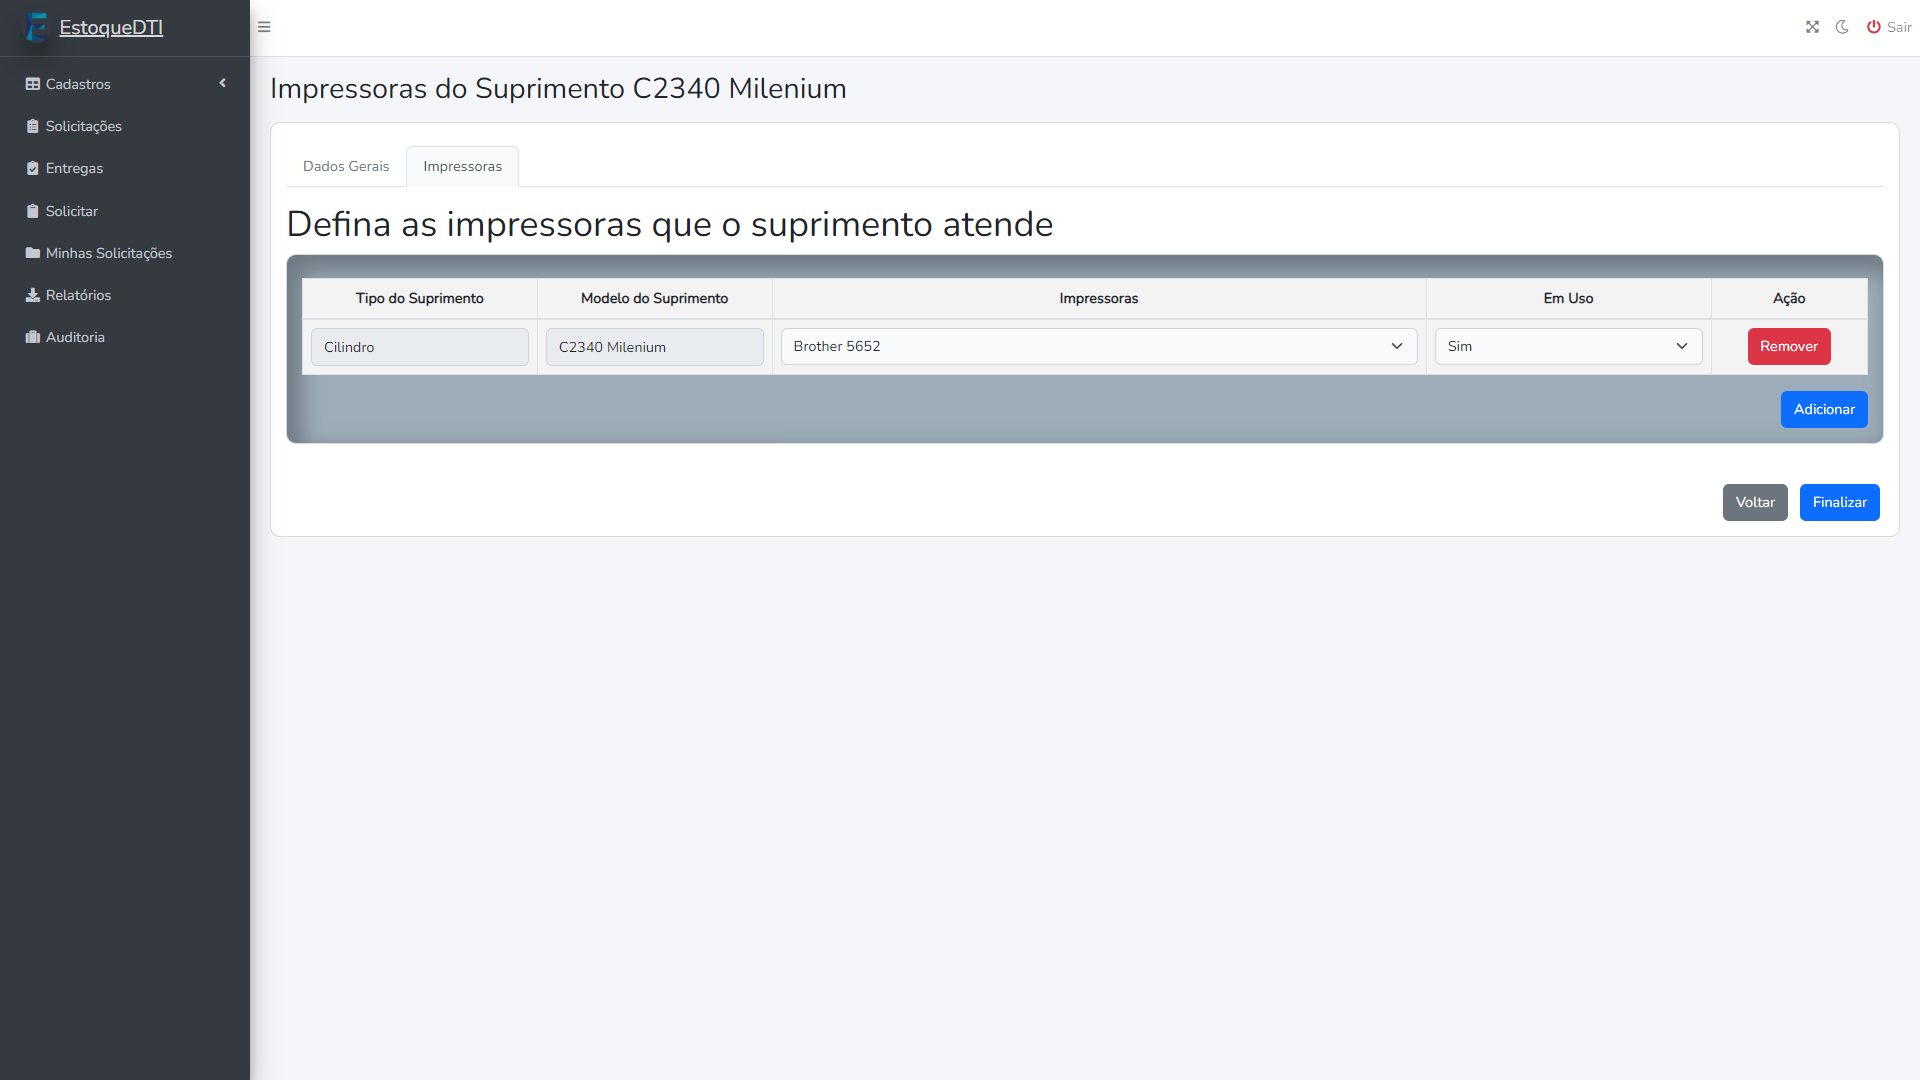 EstoqueDTI
Sair
Cadastros
Solicitações
Entregas
Solicitar
Minhas Solicitações
Relatórios
Auditoria
Impressoras do Suprimento C2340 Milenium
Dados Gerais
Impressoras
Defina as impressoras que o suprimento atende
Tipo do Suprimento Modelo do Suprimento Impressoras Em Uso Ação
Cilindro C2340 Milenium Brother 5652 Sim Remover
Adicionar
Voltar Finalizar